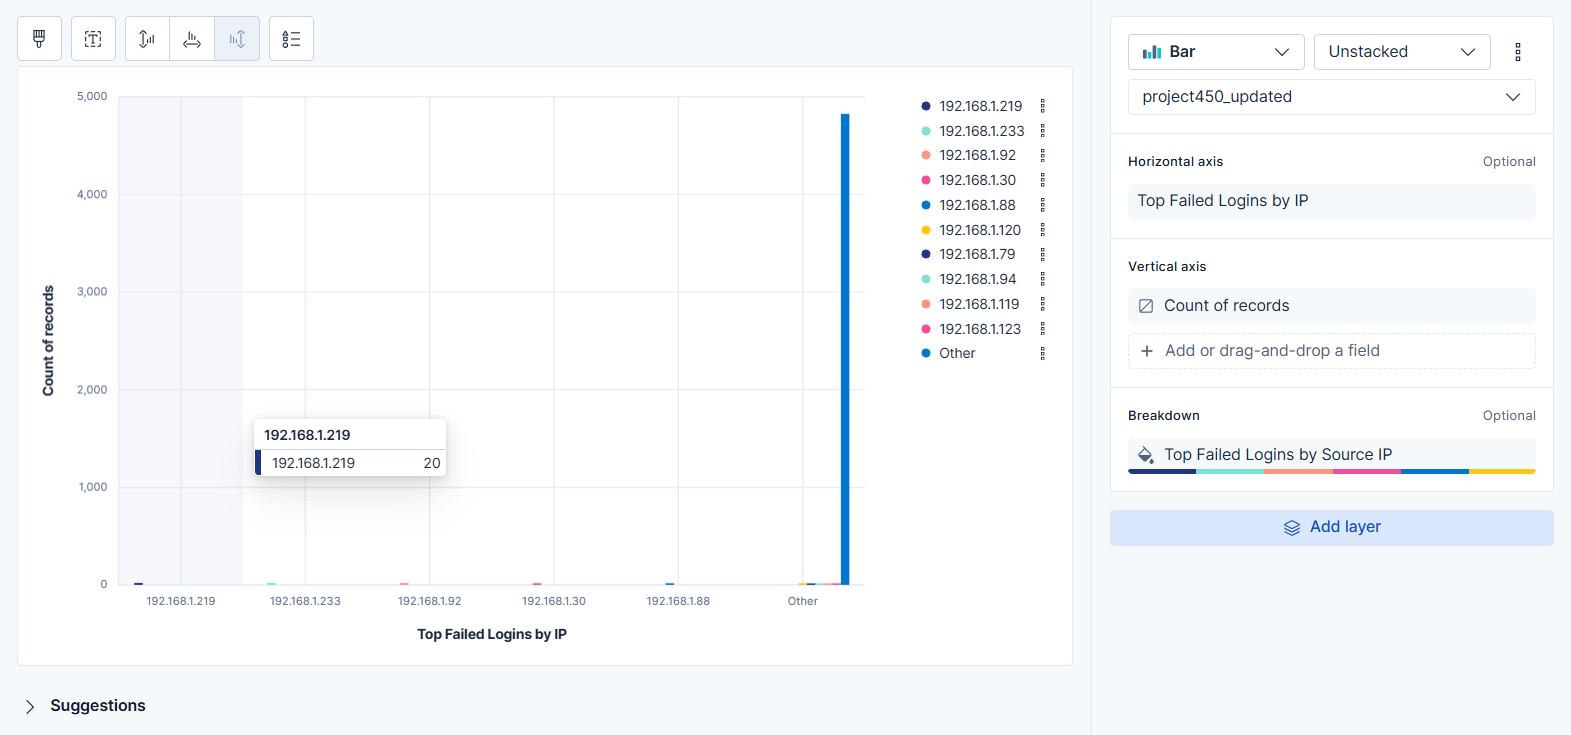 5,000
4,000
3,000
2,000
1,000
0
Count of records
192.168.1.219
192.168.1.233
192.168.1.92
192.168.1.30
192.168.1.88
Other
Top Failed Logins by IP
192.168.1.219
192.168.1.219 20
192.168.1.219
192.168.1.233
192.168.1.92
192.168.1.30
192.168.1.88
192.168.1.120
192.168.1.79
192.168.1.94
192.168.1.119
192.168.1.123
Other
Suggestions
Bar
Unstacked
project450_updated
Horizontal axis Optional
Top Failed Logins by IP
Vertical axis
Count of records
Add or drag-and-drop a field
Breakdown Optional
Top Failed Logins by Source IP
Add layer